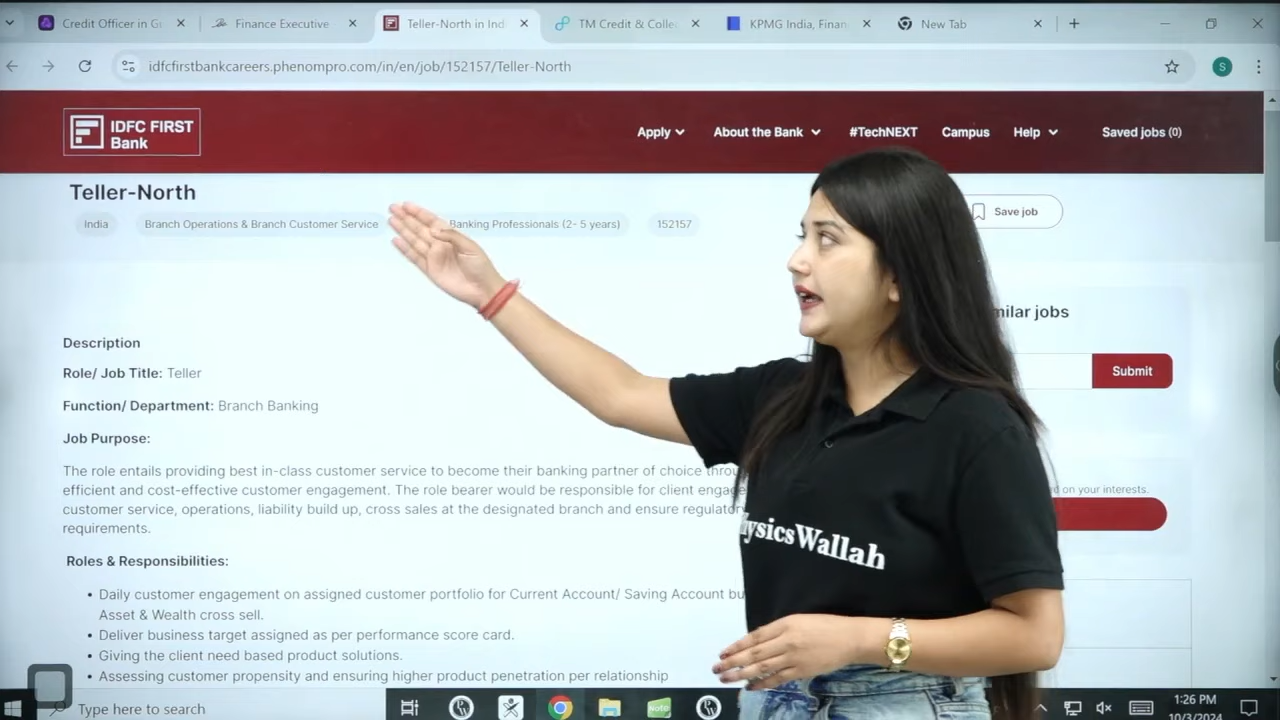 Credit Officer in Gu
Finance Executive
Teller-North in Ind
TM Credit & Collec
KPMG India, Finan
New Tab
idfcfirstbankcareers.phenompro.com/in/en/job/152157/Teller-North
S
IDFC FIRST
Bank
Apply
About the Bank
#TechNEXT
Campus
Help
Saved jobs (0)
Teller-North
India
Branch Operations & Branch Customer Service
Banking Professionals (2- 5 years)
152157
Save job
milar jobs
Description
Role/ Job Title: Teller
Submit
Function/ Department: Branch Banking
Job Purpose:
The role entails providing best in-class customer service to become their banking partner of choice throu
efficient and cost-effective customer engagement. The role bearer would be responsible for client engage
d on your interests.
customer service, operations, liability build up, cross sales at the designated branch and ensure regulator
requirements.
hysicsWallah
Roles & Responsibilities:
• Daily customer engagement on assigned customer portfolio for Current Account/ Saving Account bu
Asset & Wealth cross sell.
• Deliver business target assigned as per performance score card.
• Giving the client need based product solutions.
• Assessing customer propensity and ensuring higher product penetration per relationship
Type here to search
Note
1:26 PM
10/3/2024